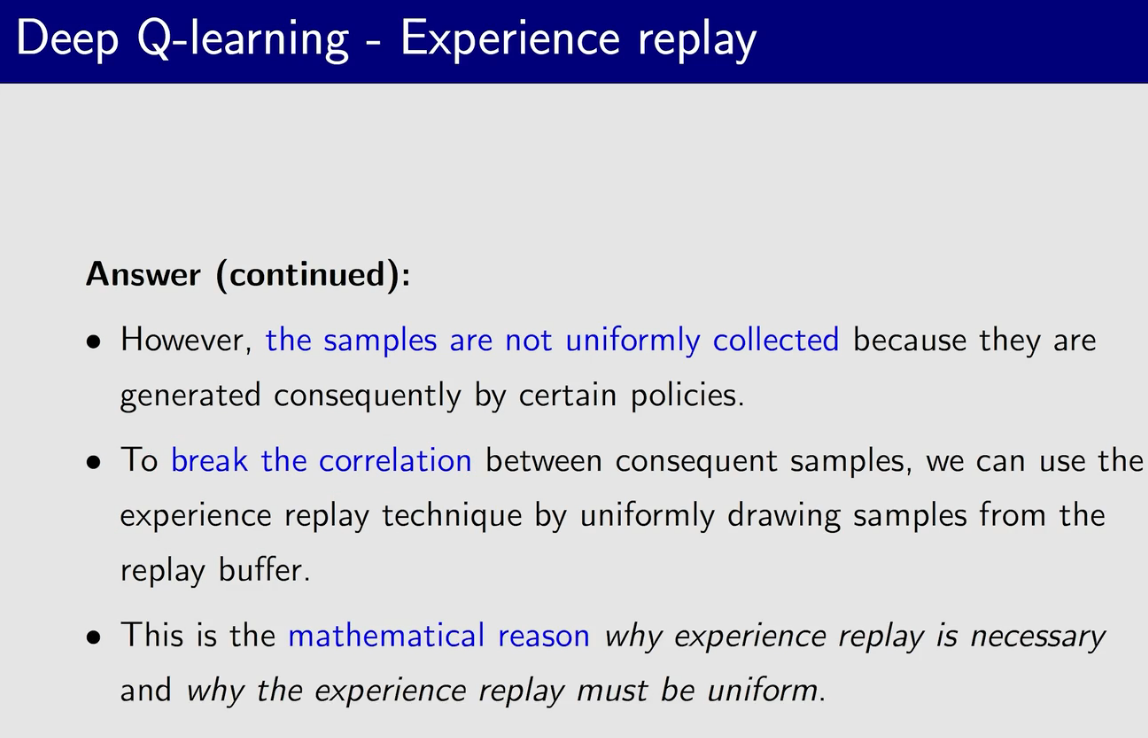 Deep Q-learning - Experience replay
Answer (continued):
• However, the samples are not uniformly collected because they are
generated consequently by certain policies.
• To break the correlation between consequent samples, we can use the
experience replay technique by uniformly drawing samples from the
replay buffer.
• This is the mathematical reason why experience replay is necessary
and why the experience replay must be uniform.